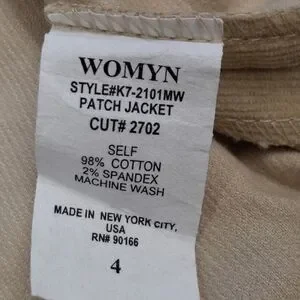 WOMYN
STYLE#K7-2101MW
PATCH JACKET
CUT# 2702
SELF
98% COTTON
2% SPANDEX
MACHINE WASH
MADE IN NEW YORK CITY,
USA
RN# 90166
4